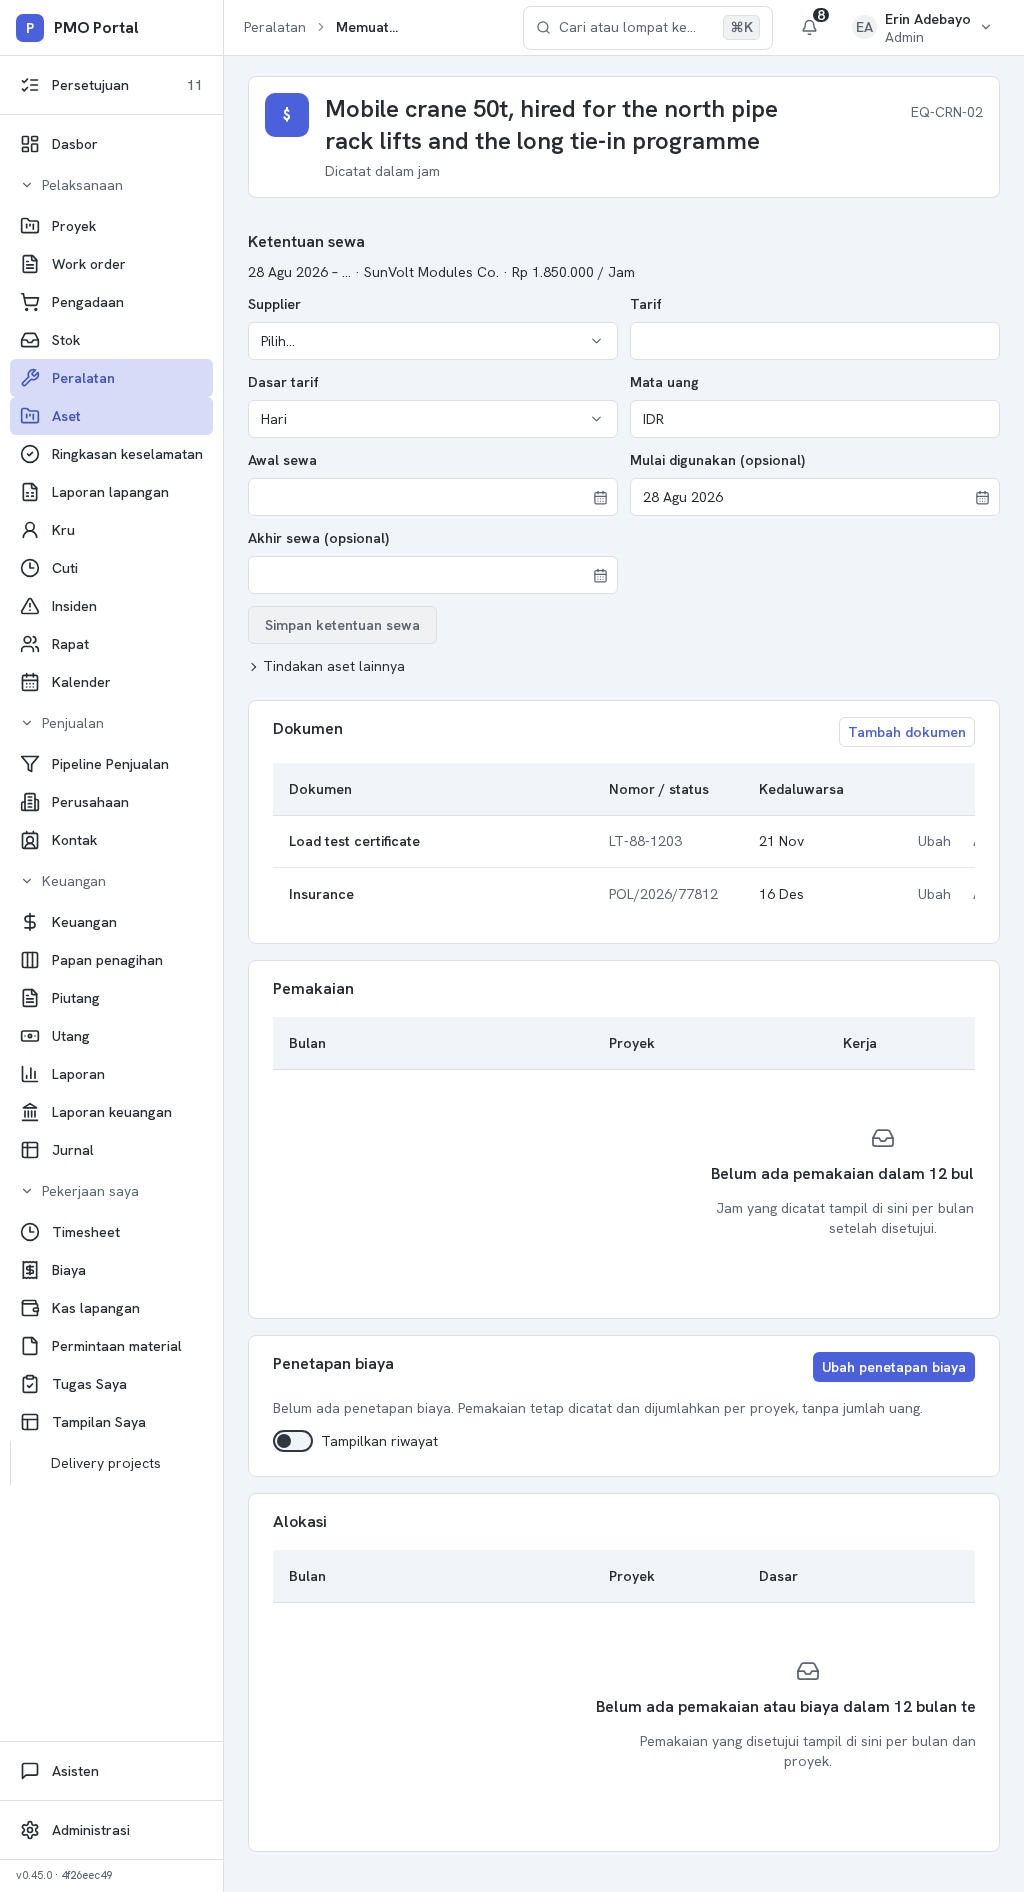 P PMO Portal
Persetujuan 11
Dasbor
Pelaksanaan
Proyek
Work order
Pengadaan
Stok
Peralatan
Aset
Ringkasan keselamatan
Laporan lapangan
Kru
Cuti
Insiden
Rapat
Kalender
Penjualan
Pipeline Penjualan
Perusahaan
Kontak
Keuangan
Keuangan
Papan penagihan
Piutang
Utang
Laporan
Laporan keuangan
Jurnal
Pekerjaan saya
Timesheet
Biaya
Kas lapangan
Permintaan material
Tugas Saya
Tampilan Saya
Delivery projects
Asisten
Administrasi
v0.45.0 · 4f26eec49
Peralatan Memuat...
Cari atau lompat ke... ⌘K
8
EA Erin Adebayo
Admin
$ Mobile crane 50t, hired for the north pipe
rack lifts and the long tie-in programme
EQ-CRN-02
Dicatat dalam jam
Ketentuan sewa
28 Agu 2026 – ... · SunVolt Modules Co. · Rp 1.850.000 / Jam
Supplier Tarif
Pilih...
Dasar tarif Mata uang
Hari IDR
Awal sewa Mulai digunakan (opsional)
28 Agu 2026
Akhir sewa (opsional)
Simpan ketentuan sewa
Tindakan aset lainnya
Dokumen Tambah dokumen
Dokumen Nomor / status Kedaluwarsa
Load test certificate LT-88-1203 21 Nov Ubah
Insurance POL/2026/77812 16 Des Ubah
Pemakaian
Bulan Proyek Kerja
Belum ada pemakaian dalam 12 bul
Jam yang dicatat tampil di sini per bulan
setelah disetujui.
Penetapan biaya Ubah penetapan biaya
Belum ada penetapan biaya. Pemakaian tetap dicatat dan dijumlahkan per proyek, tanpa jumlah uang.
Tampilkan riwayat
Alokasi
Bulan Proyek Dasar
Belum ada pemakaian atau biaya dalam 12 bulan te
Pemakaian yang disetujui tampil di sini per bulan dan
proyek.